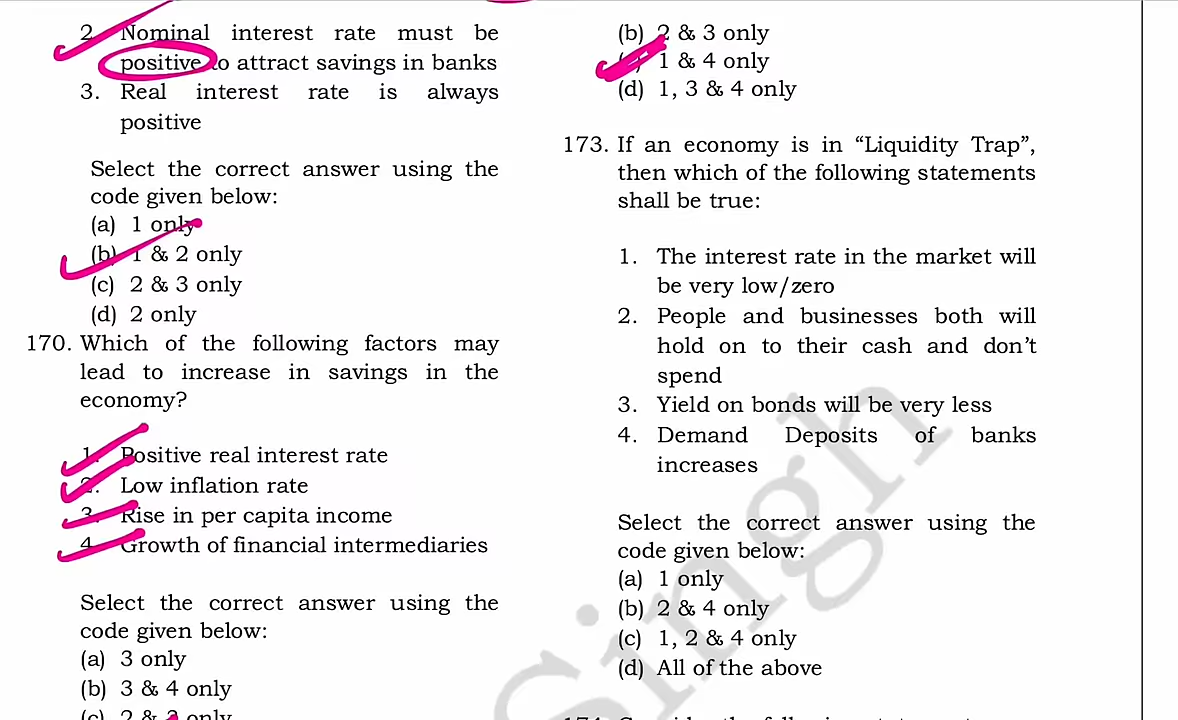 2. Nominal interest rate must be
positive to attract savings in banks
3. Real interest rate is always
positive
Select the correct answer using the
code given below:
(a) 1 only
(b) 1 & 2 only
(c) 2 & 3 only
(d) 2 only
170. Which of the following factors may
lead to increase in savings in the
economy?
1. Positive real interest rate
2. Low inflation rate
3. Rise in per capita income
4. Growth of financial intermediaries
Select the correct answer using the
code given below:
(a) 3 only
(b) 3 & 4 only
(c) 2 & 3 only
(b) 2 & 3 only
1 & 4 only
(d) 1, 3 & 4 only
173. If an economy is in “Liquidity Trap”,
then which of the following statements
shall be true:
1. The interest rate in the market will
be very low/zero
2. People and businesses both will
hold on to their cash and don’t
spend
3. Yield on bonds will be very less
4. Demand Deposits of banks
increases
Select the correct answer using the
code given below:
(a) 1 only
(b) 2 & 4 only
(c) 1, 2 & 4 only
(d) All of the above
Singh